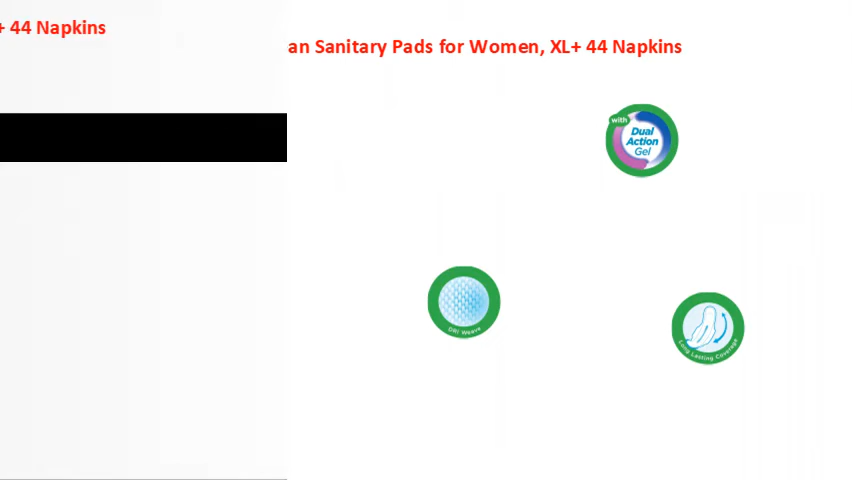 + 44 Napkins
an Sanitary Pads for Women, XL+ 44 Napkins
with
Dual
Action
Gel
DRI Weave
Long Lasting Coverage